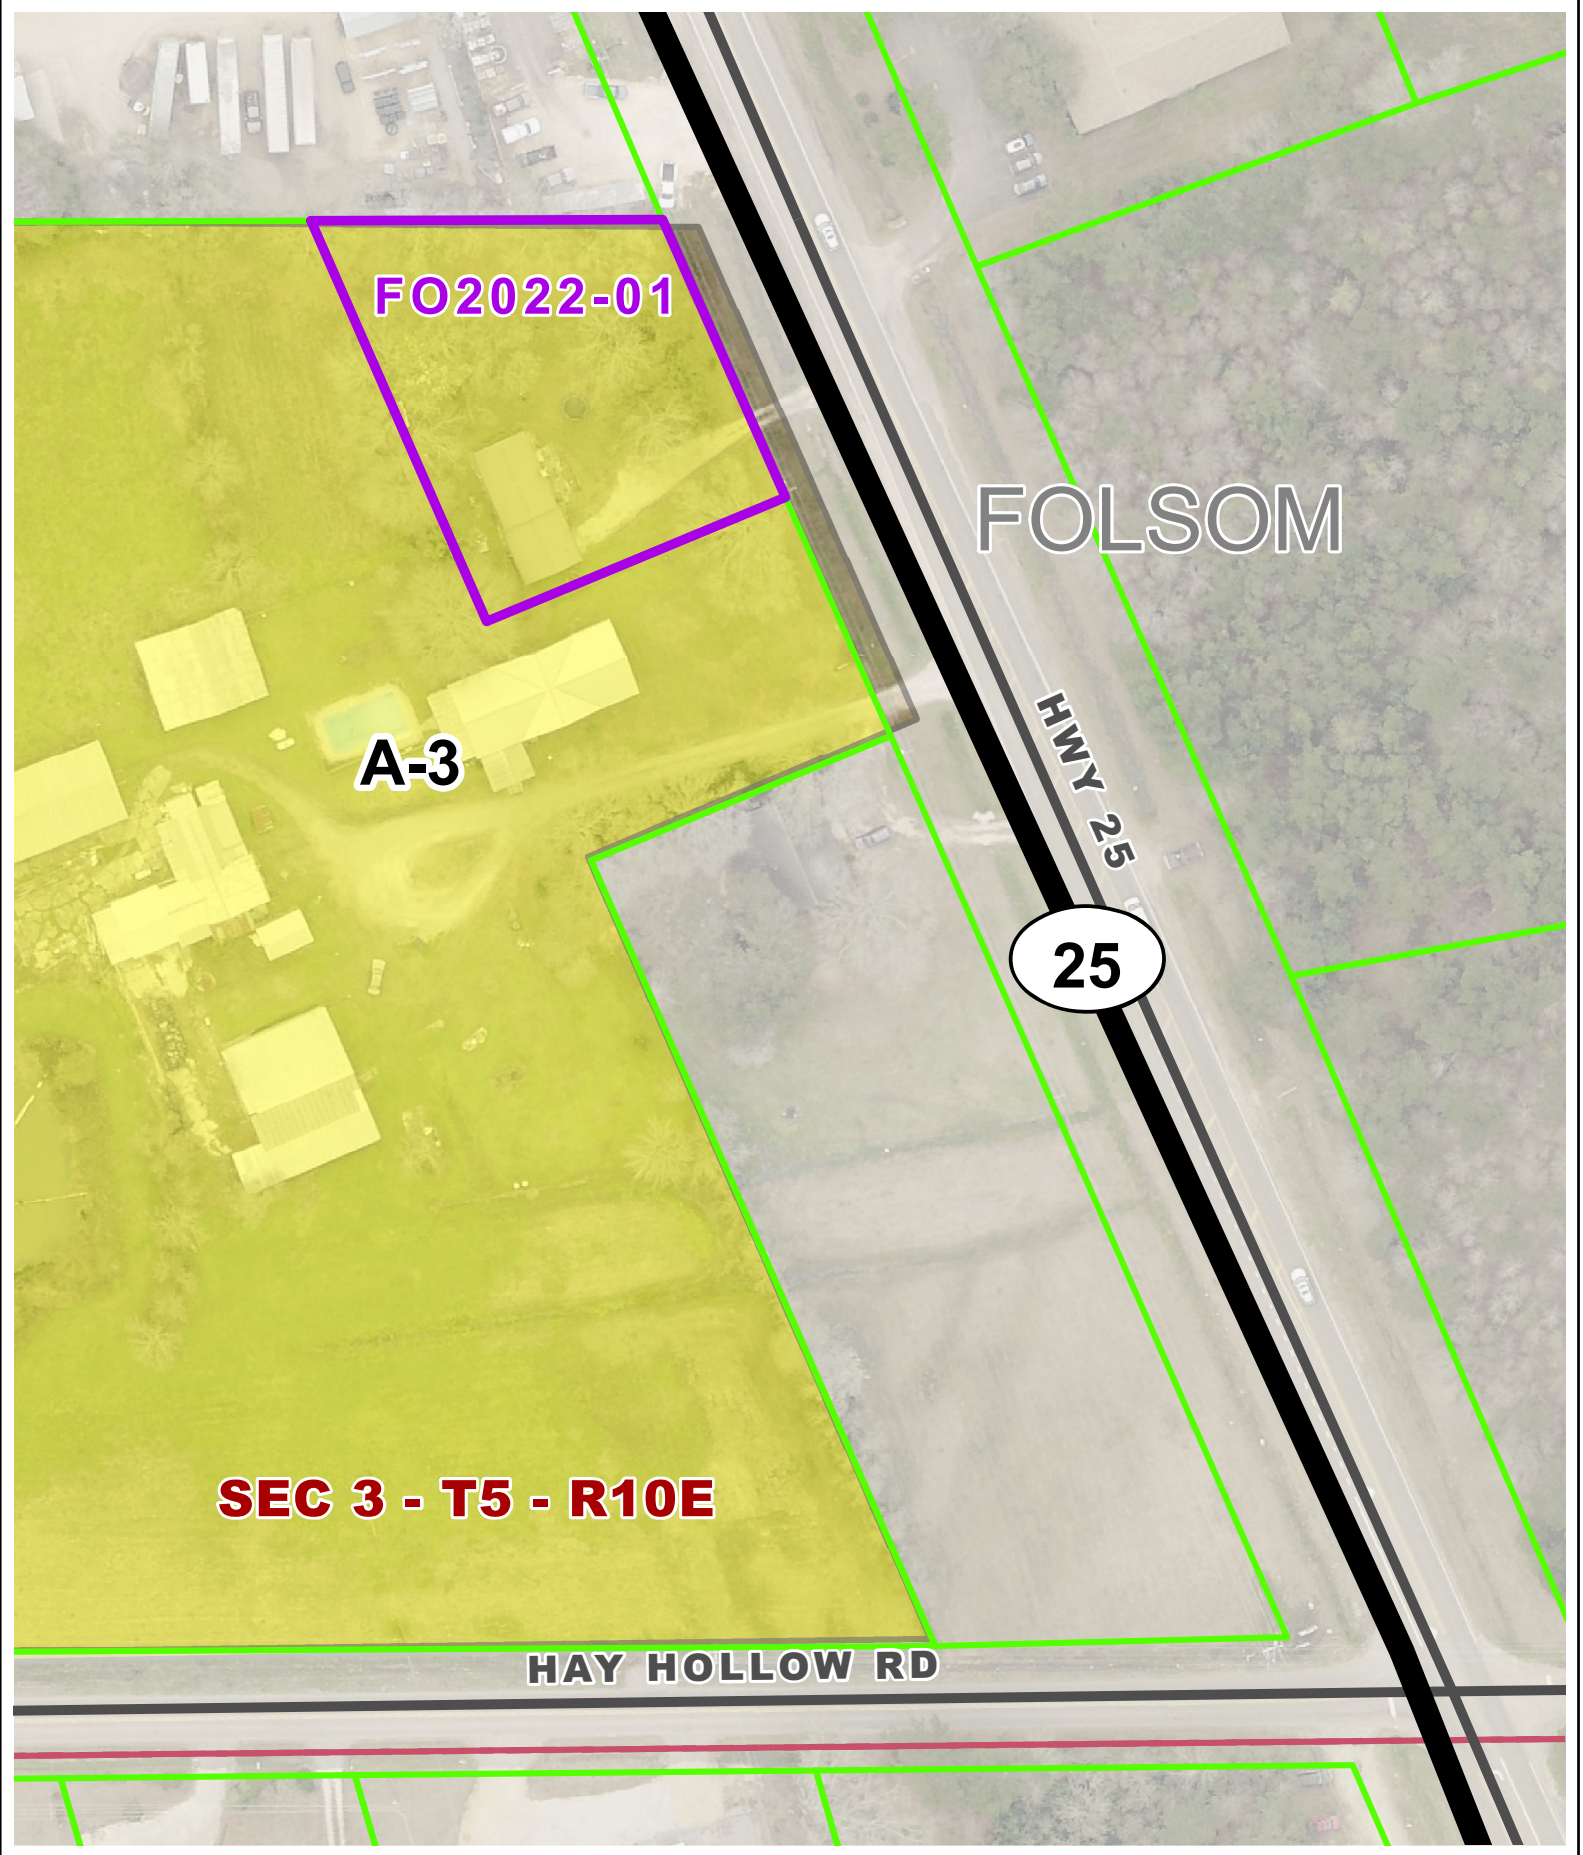 FO2022-01
FOLSOM
HWY 25
A-3
25
SEC 3 - T5 - R10E
HAY HOLLOW RD